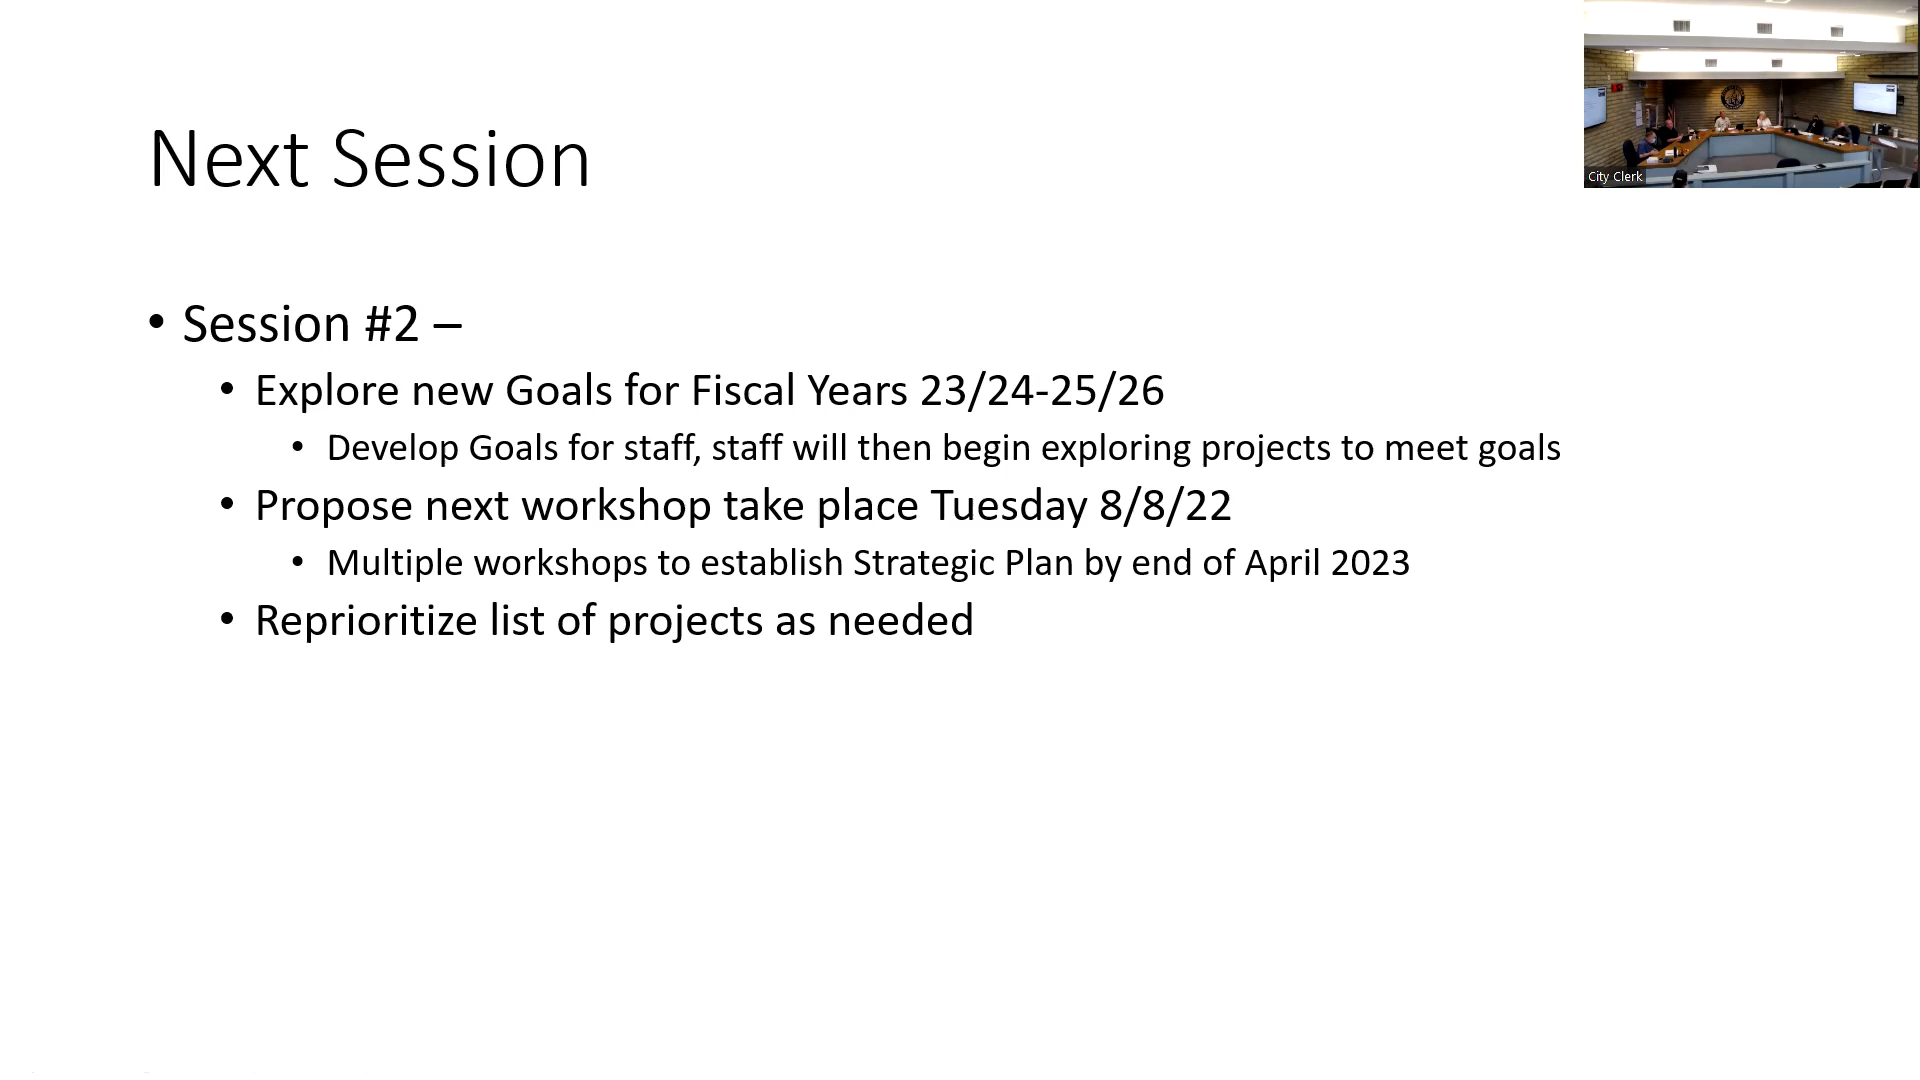 Next Session
• Session #2 –
• Explore new Goals for Fiscal Years 23/24-25/26
• Develop Goals for staff, staff will then begin exploring projects to meet goals
• Propose next workshop take place Tuesday 8/8/22
• Multiple workshops to establish Strategic Plan by end of April 2023
• Reprioritize list of projects as needed
City Clerk